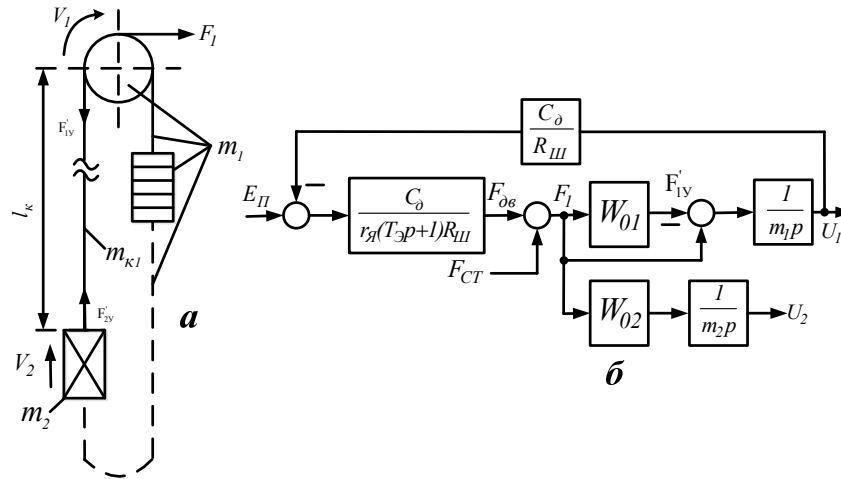 V₁
F₁
F'₁У
m₁
lк
mК1
F'₂У
а
V₂
m₂
Cд
RШ
EП
Cд
rЯ(TЭp+1)RШ
Fдв
F₁
W01
F'₁У
1
m₁p
U₁
FСТ
W02
1
m₂p
U₂
б